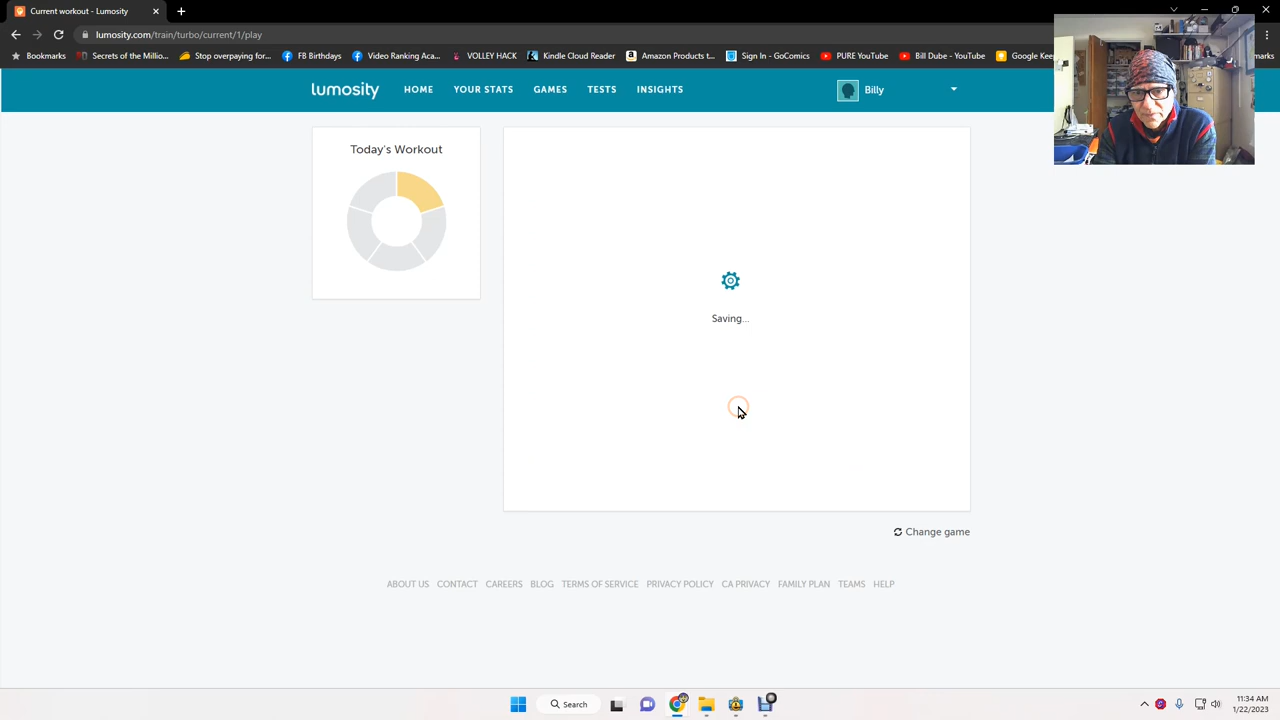 Current workout - Lumosity
lumosity.com/train/turbo/current/1/play
Bookmarks
Secrets of the Millio...
Stop overpaying for...
FB Birthdays
Video Ranking Aca...
VOLLEY HALL
Kindle Cloud Reader
Amazon Products t...
Sign In - GoComics
PURE YouTube
Bill Dube - YouTube
Google Kee
marks
lumosity
HOME
YOUR STATS
GAMES
TESTS
INSIGHTS
Billy
Today's Workout
Saving...
Change game
ABOUT US
CONTACT
CAREERS
BLOG
TERMS OF SERVICE
PRIVACY POLICY
CA PRIVACY
FAMILY PLAN
TEAMS
HELP
Search
11:34 AM
1/22/2023